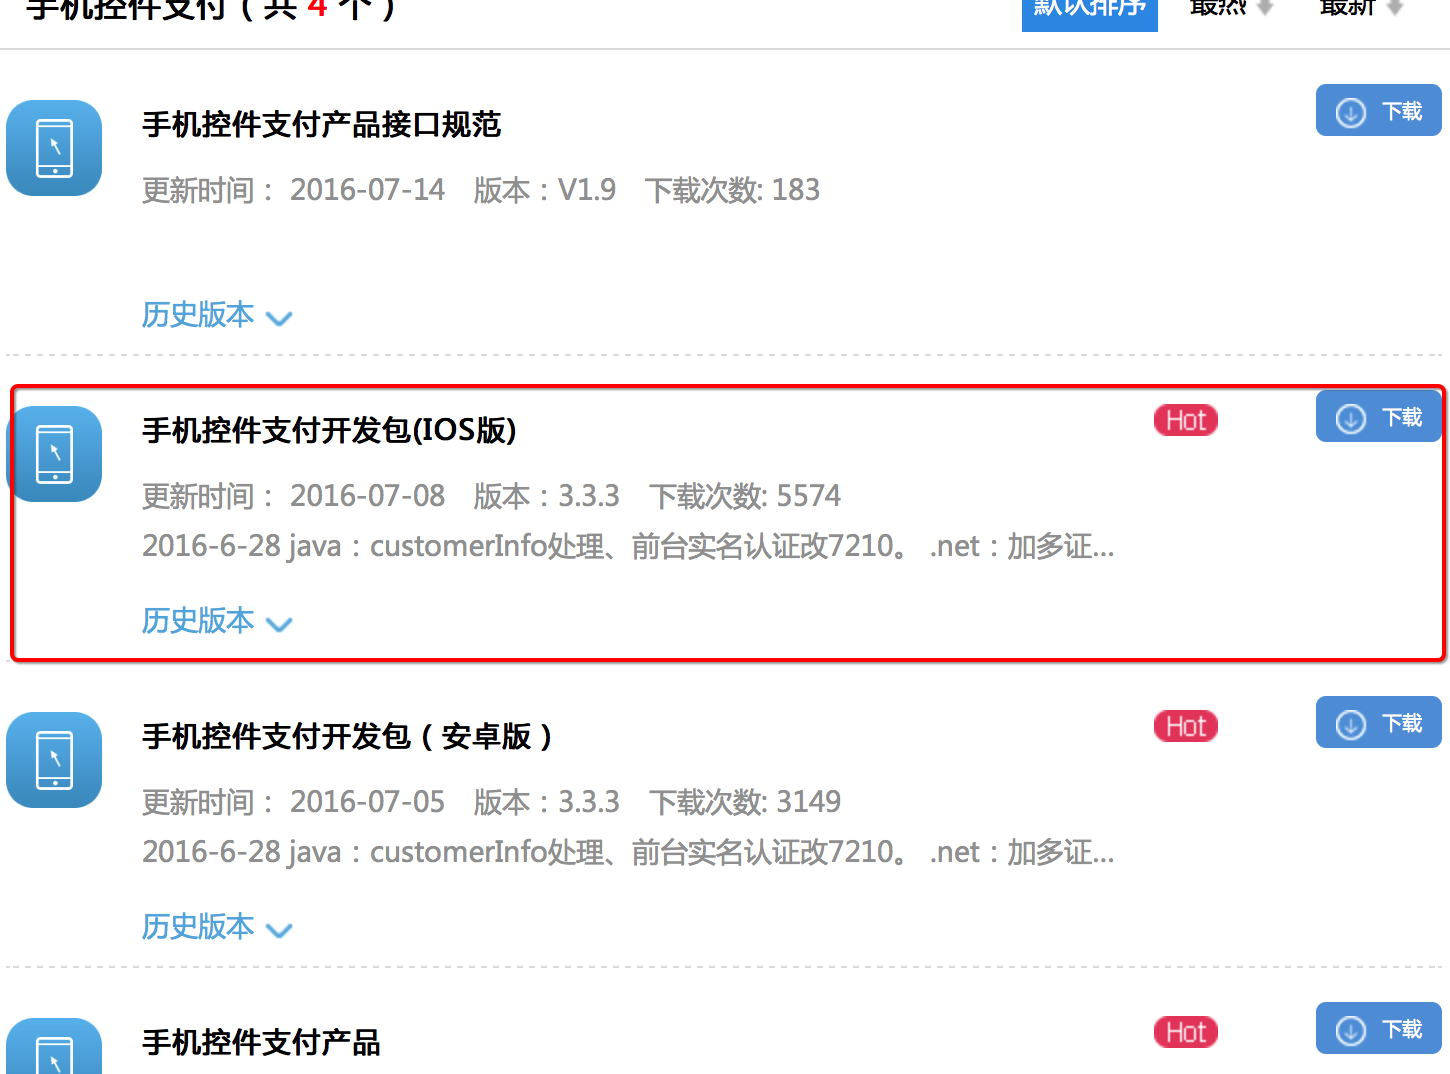 手机控件支付（共 4 个）
默认排序 最热 最新
手机控件支付产品接口规范
下载
更新时间： 2016-07-14 版本：V1.9 下载次数: 183
历史版本
手机控件支付开发包(IOS版)
Hot
下载
更新时间： 2016-07-08 版本：3.3.3 下载次数: 5574
2016-6-28 java：customerInfo处理、前台实名认证改7210。 .net：加多证...
历史版本
手机控件支付开发包（安卓版）
Hot
下载
更新时间： 2016-07-05 版本：3.3.3 下载次数: 3149
2016-6-28 java：customerInfo处理、前台实名认证改7210。 .net：加多证...
历史版本
手机控件支付产品
Hot
下载